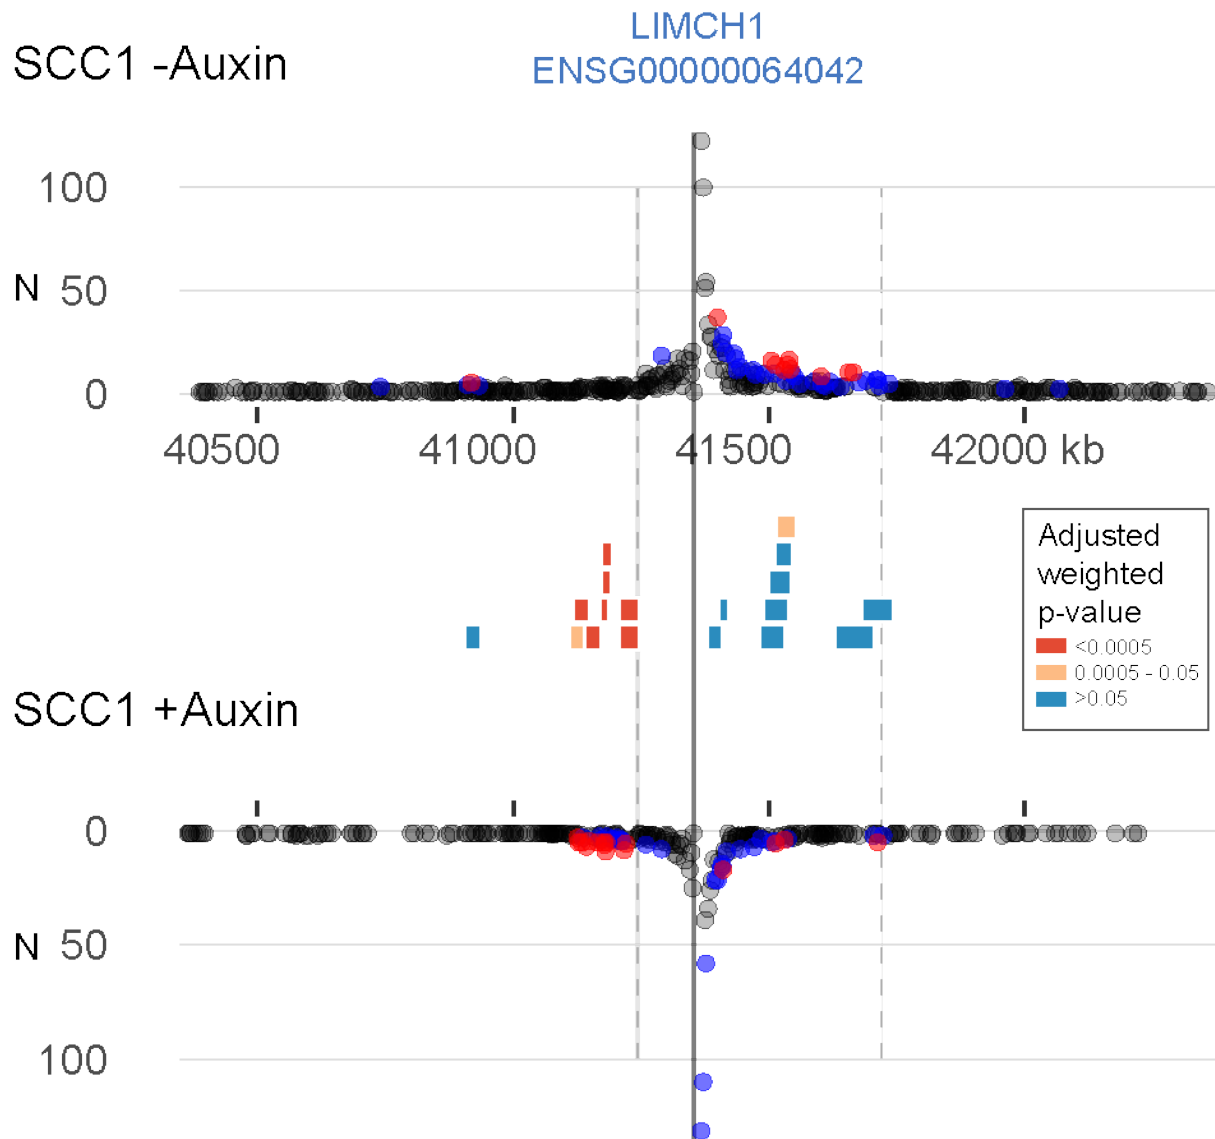 LIMCH1
SCC1 -Auxin
ENSG00000064042
100
N 50
0
40500 41000 41500 42000 kb
Adjusted
weighted
p-value
<0.0005
0.0005 - 0.05
>0.05
SCC1 +Auxin
0
N 50
100